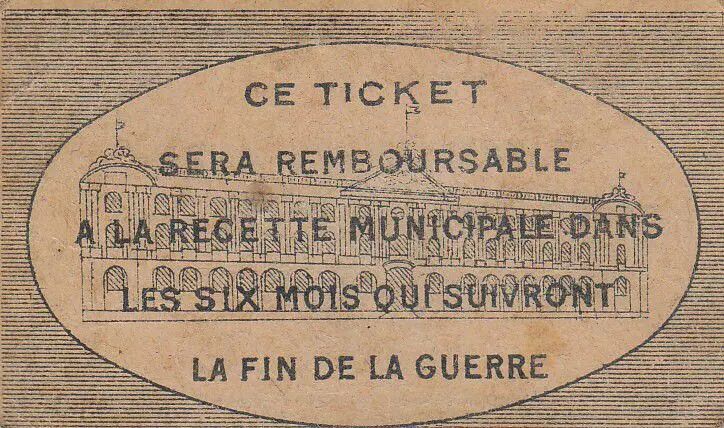 CE TICKET
SERA REMBOURSABLE
A LA RECETTE MUNICIPALE DANS
LES SIX MOIS QUI SUIVRONT
LA FIN DE LA GUERRE